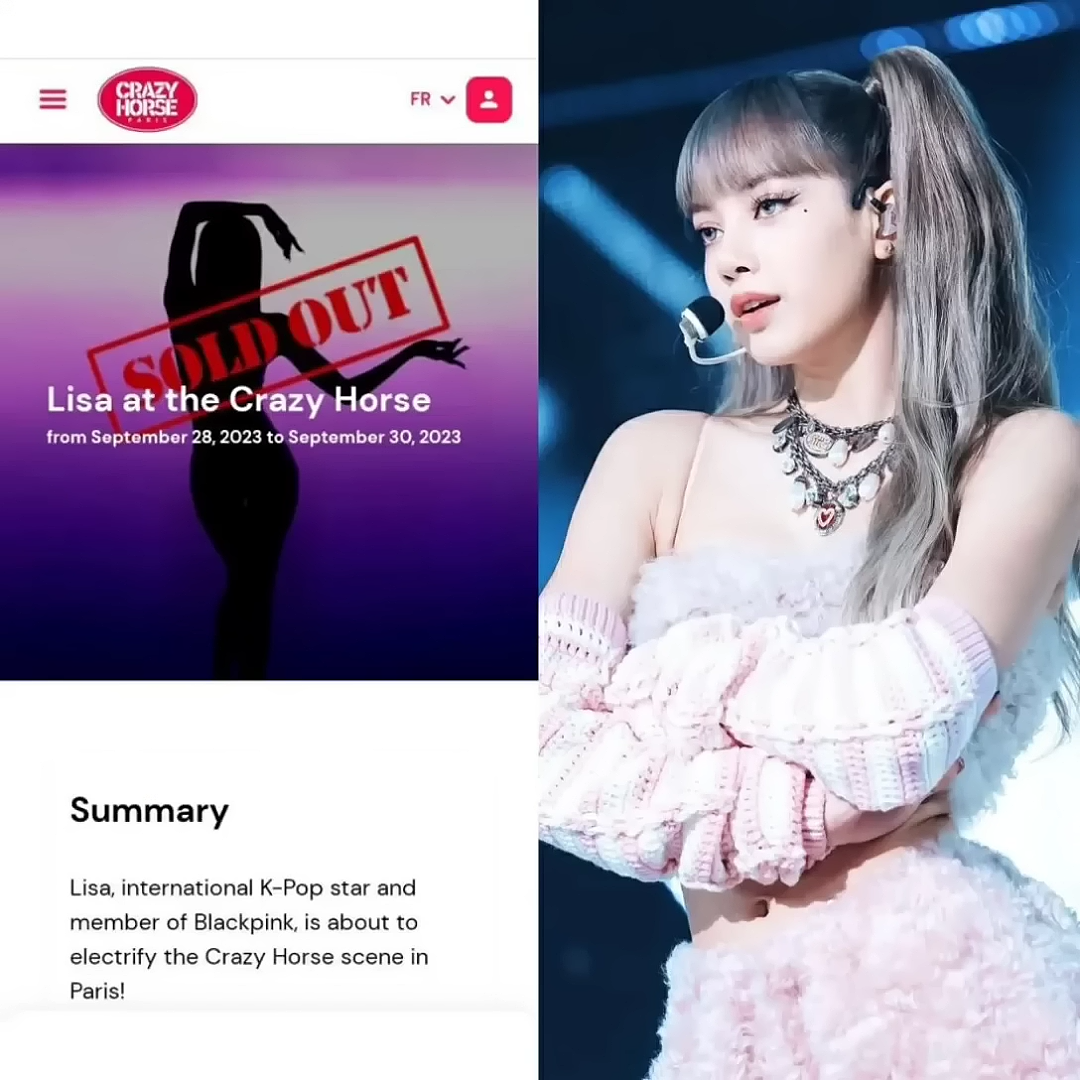 CRAZY
HORSE
PARIS
FR
SOLD OUT
Lisa at the Crazy Horse
from September 28, 2023 to September 30, 2023
Summary
Lisa, international K-Pop star and
member of Blackpink, is about to
electrify the Crazy Horse scene in
Paris!